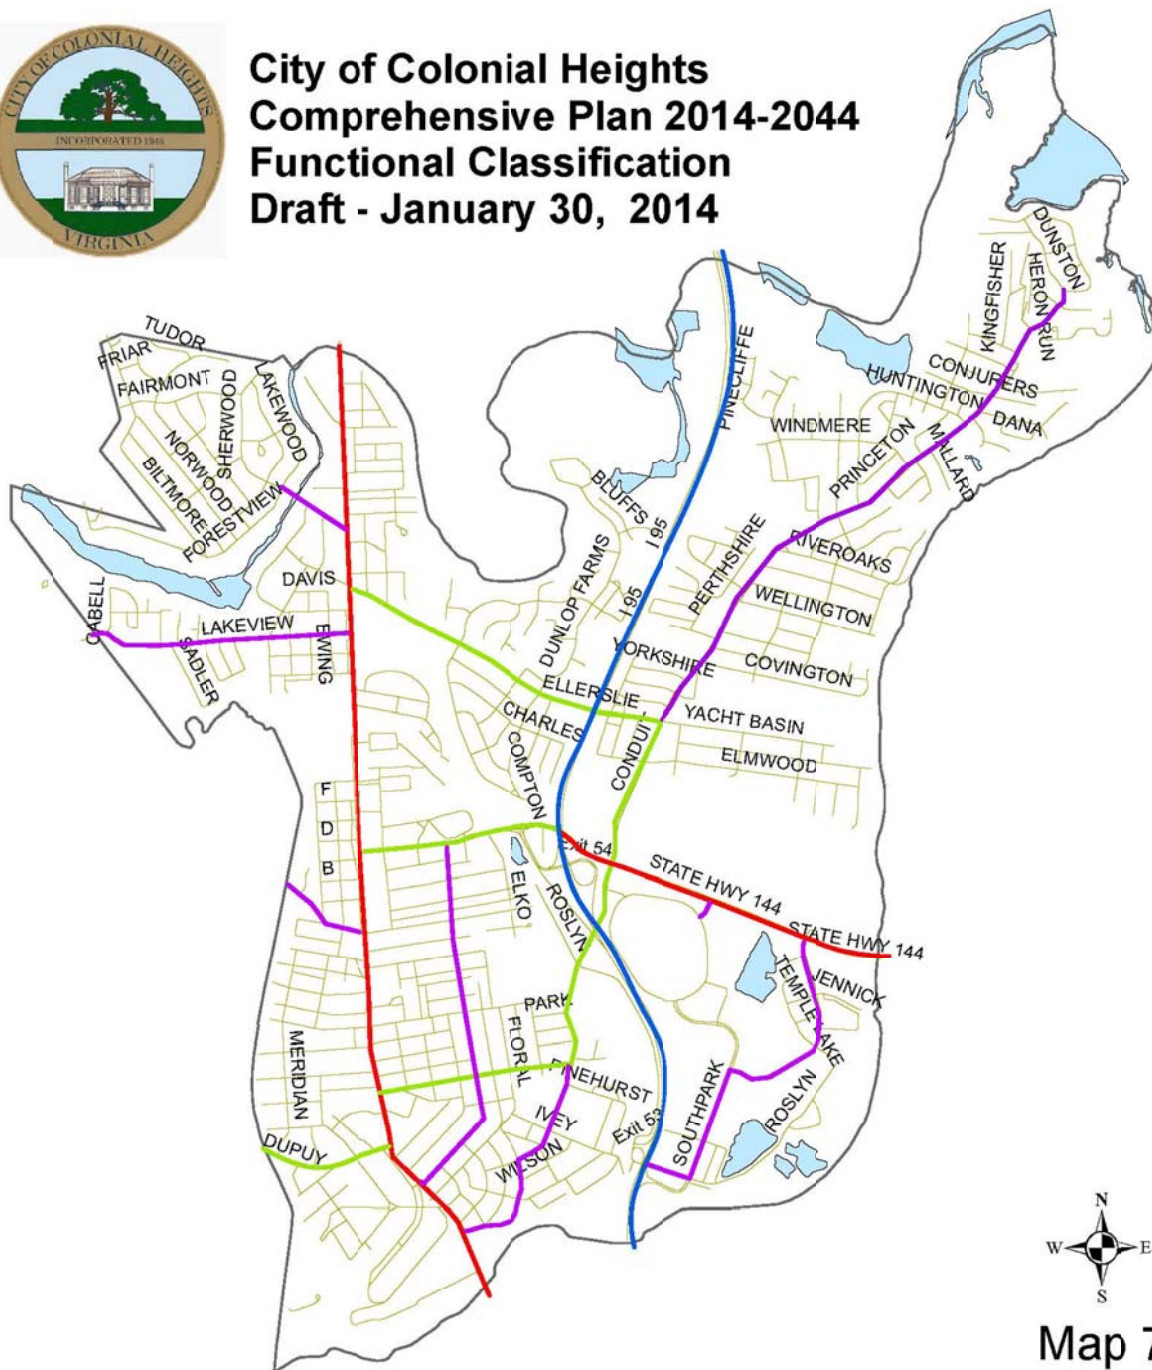 CITY OF COLONIAL HEIGHTS
INCORPORATED 1948
VIRGINIA
City of Colonial Heights
Comprehensive Plan 2014-2044
Functional Classification
Draft - January 30, 2014
DUNSTON
KINGFISHER
HERON RUN
TUDOR
FRIAR
FAIRMONT
SHERWOOD
LAKEWOOD
PINECLIFFE
CONJURERS
HUNTINGTON
DANA
WINDMERE
PRINCETON
MALLARD
NORWOOD
BILTMORE
FORESTVIEW
BLUFFS
I 95
PERTHSHIRE
RIVEROAKS
DUNLOP FARMS
DAVIS
I 95
WELLINGTON
CABELL
LAKEVIEW
EWING
SADLER
YORKSHIRE
COVINGTON
ELLERSLIE
CHARLES
YACHT BASIN
CONDUIT
ELMWOOD
COMPTON
F
D
B
Exit 54
STATE HWY 144
ELKO
ROSLYN
STATE HWY 144
TEMPLE LAKE
JENNICK
PARK
FLORAL
MERIDIAN
PINEHURST
IVEY
Exit 53
SOUTHPARK
ROSLYN
DUPUY
WILSON
N
W E
S
Map 7